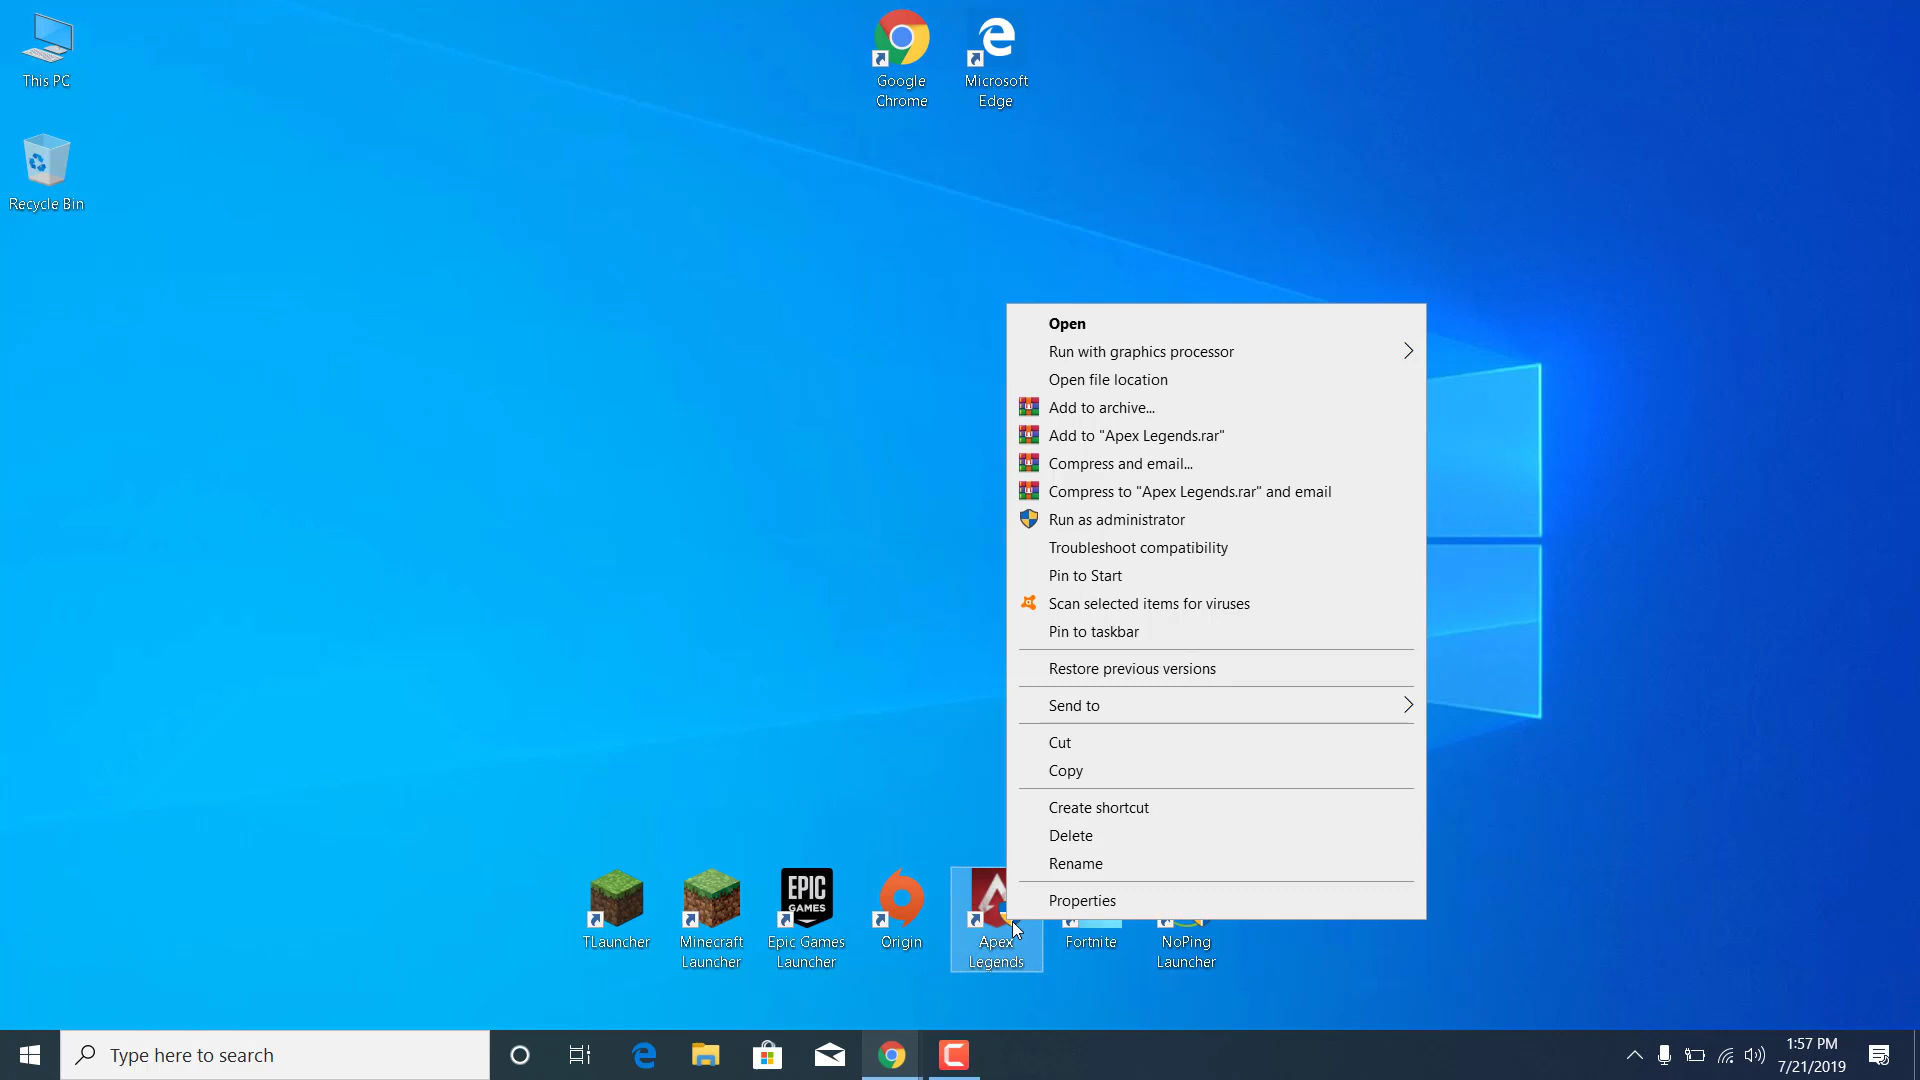 This PC
Recycle Bin
Google
Chrome
Microsoft
Edge
Open
Run with graphics processor
Open file location
Add to archive...
Add to "Apex Legends.rar"
Compress and email...
Compress to "Apex Legends.rar" and email
Run as administrator
Troubleshoot compatibility
Pin to Start
Scan selected items for viruses
Pin to taskbar
Restore previous versions
Send to
Cut
Copy
Create shortcut
Delete
Rename
Properties
EPIC
GAMES
TLauncher
Minecraft
Launcher
Epic Games
Launcher
Origin
Apex
Legends
Fortnite
NoPing
Launcher
Type here to search
1:57 PM
7/21/2019